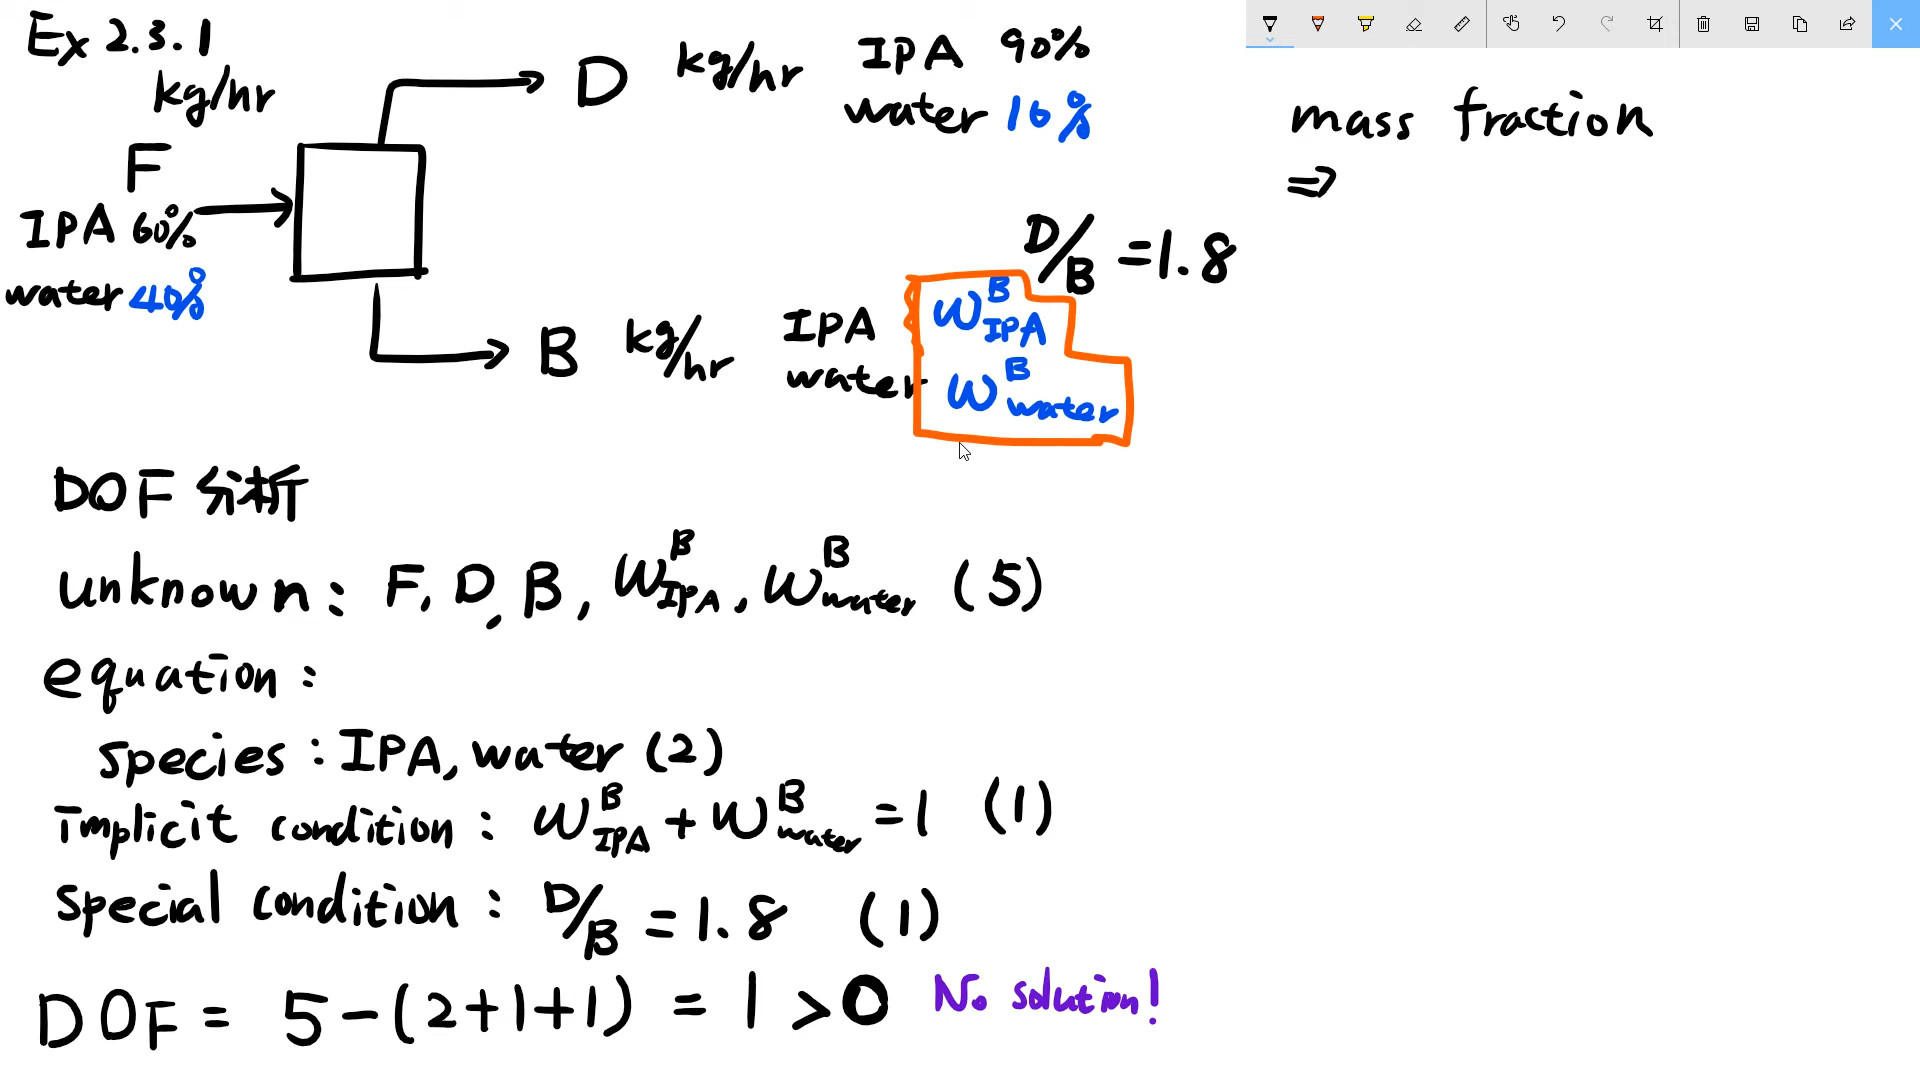 Ex 2.3.1
kg/hr
F
IPA 60%
water 40%
D kg/hr IPA 90%
water 10%
D/B = 1.8
B kg/hr IPA ω^B_IPA
water ω^B_water
mass fraction
⇒
DOF 分析
unknown: F, D, B, ω^B_IPA, ω^B_water (5)
equation:
species: IPA, water (2)
implicit condition: ω^B_IPA + ω^B_water = 1 (1)
special condition: D/B = 1.8 (1)
DOF = 5-(2+1+1) = 1 > 0 No solution!